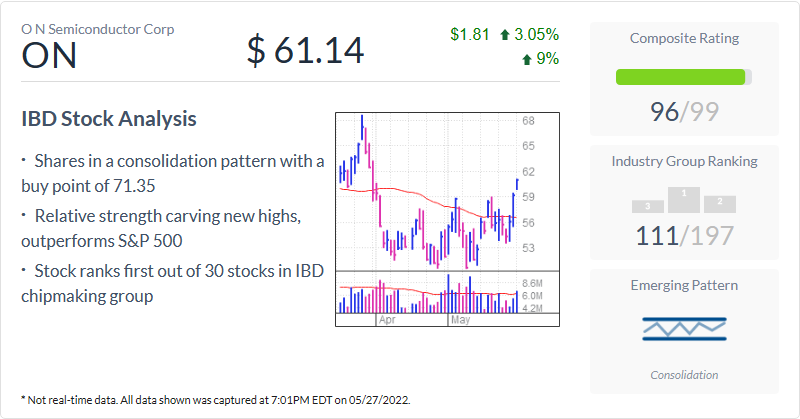 O N Semiconductor Corp
ON
$ 61.14
$1.81 3.05%
9%
IBD Stock Analysis
· Shares in a consolidation pattern with a
buy point of 71.35
· Relative strength carving new highs,
outperforms S&P 500
· Stock ranks first out of 30 stocks in IBD
chipmaking group
68
65
62
59
56
53
8.6M
6.0M
4.2M
Apr May
Composite Rating
96/99
Industry Group Ranking
3 1 2
111/197
Emerging Pattern
Consolidation
* Not real-time data. All data shown was captured at 7:01PM EDT on 05/27/2022.